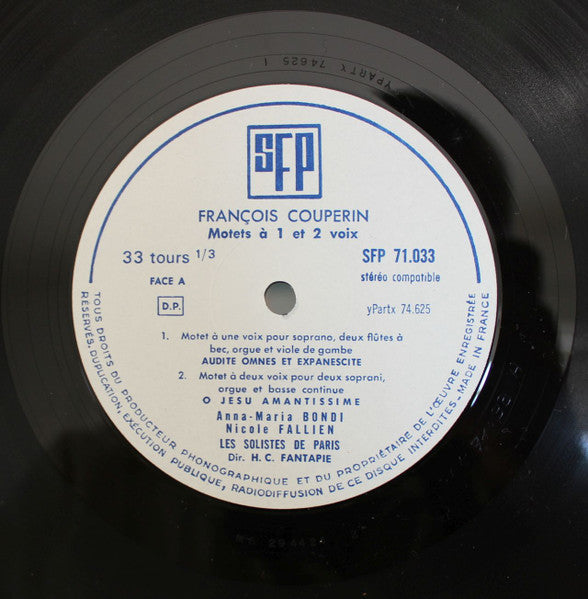 YPARTX 74625 1
SFP
FRANÇOIS COUPERIN
Motets à 1 et 2 voix
33 tours 1/3
SFP 71.033
FACE A
stéréo compatible
D.P.
yPartx 74.625
1. Motet à une voix pour soprano, deux flûtes à
bec, orgue et viole de gambe
AUDITE OMNES ET EXPANESCITE
2. Motet à deux voix pour deux soprani,
orgue et basse continue
O JESU AMANTISSIME
Anna-Maria BONDI
Nicole FALLIEN
LES SOLISTES DE PARIS
Dir. H. C. FANTAPIE
TOUS DROITS DU PRODUCTEUR PHONOGRAPHIQUE ET DU PROPRIÉTAIRE DE L'ŒUVRE ENREGISTRÉE
RÉSERVÉS. DUPLICATION, EXÉCUTION PUBLIQUE, RADIODIFFUSION DE CE DISQUE INTERDITES - MADE IN FRANCE